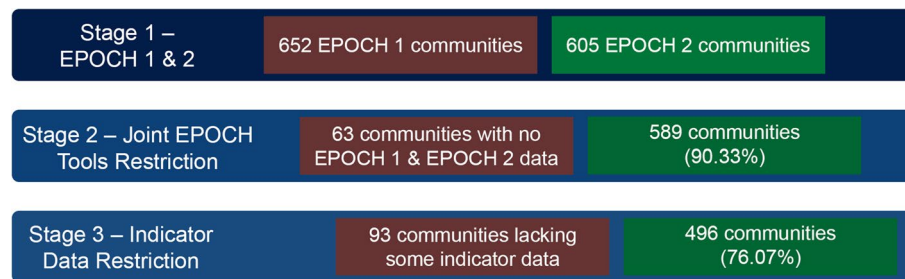 Stage 1 –
EPOCH 1 & 2
652 EPOCH 1 communities
605 EPOCH 2 communities
Stage 2 – Joint EPOCH
Tools Restriction
63 communities with no
EPOCH 1 & EPOCH 2 data
589 communities
(90.33%)
Stage 3 – Indicator
Data Restriction
93 communities lacking
some indicator data
496 communities
(76.07%)